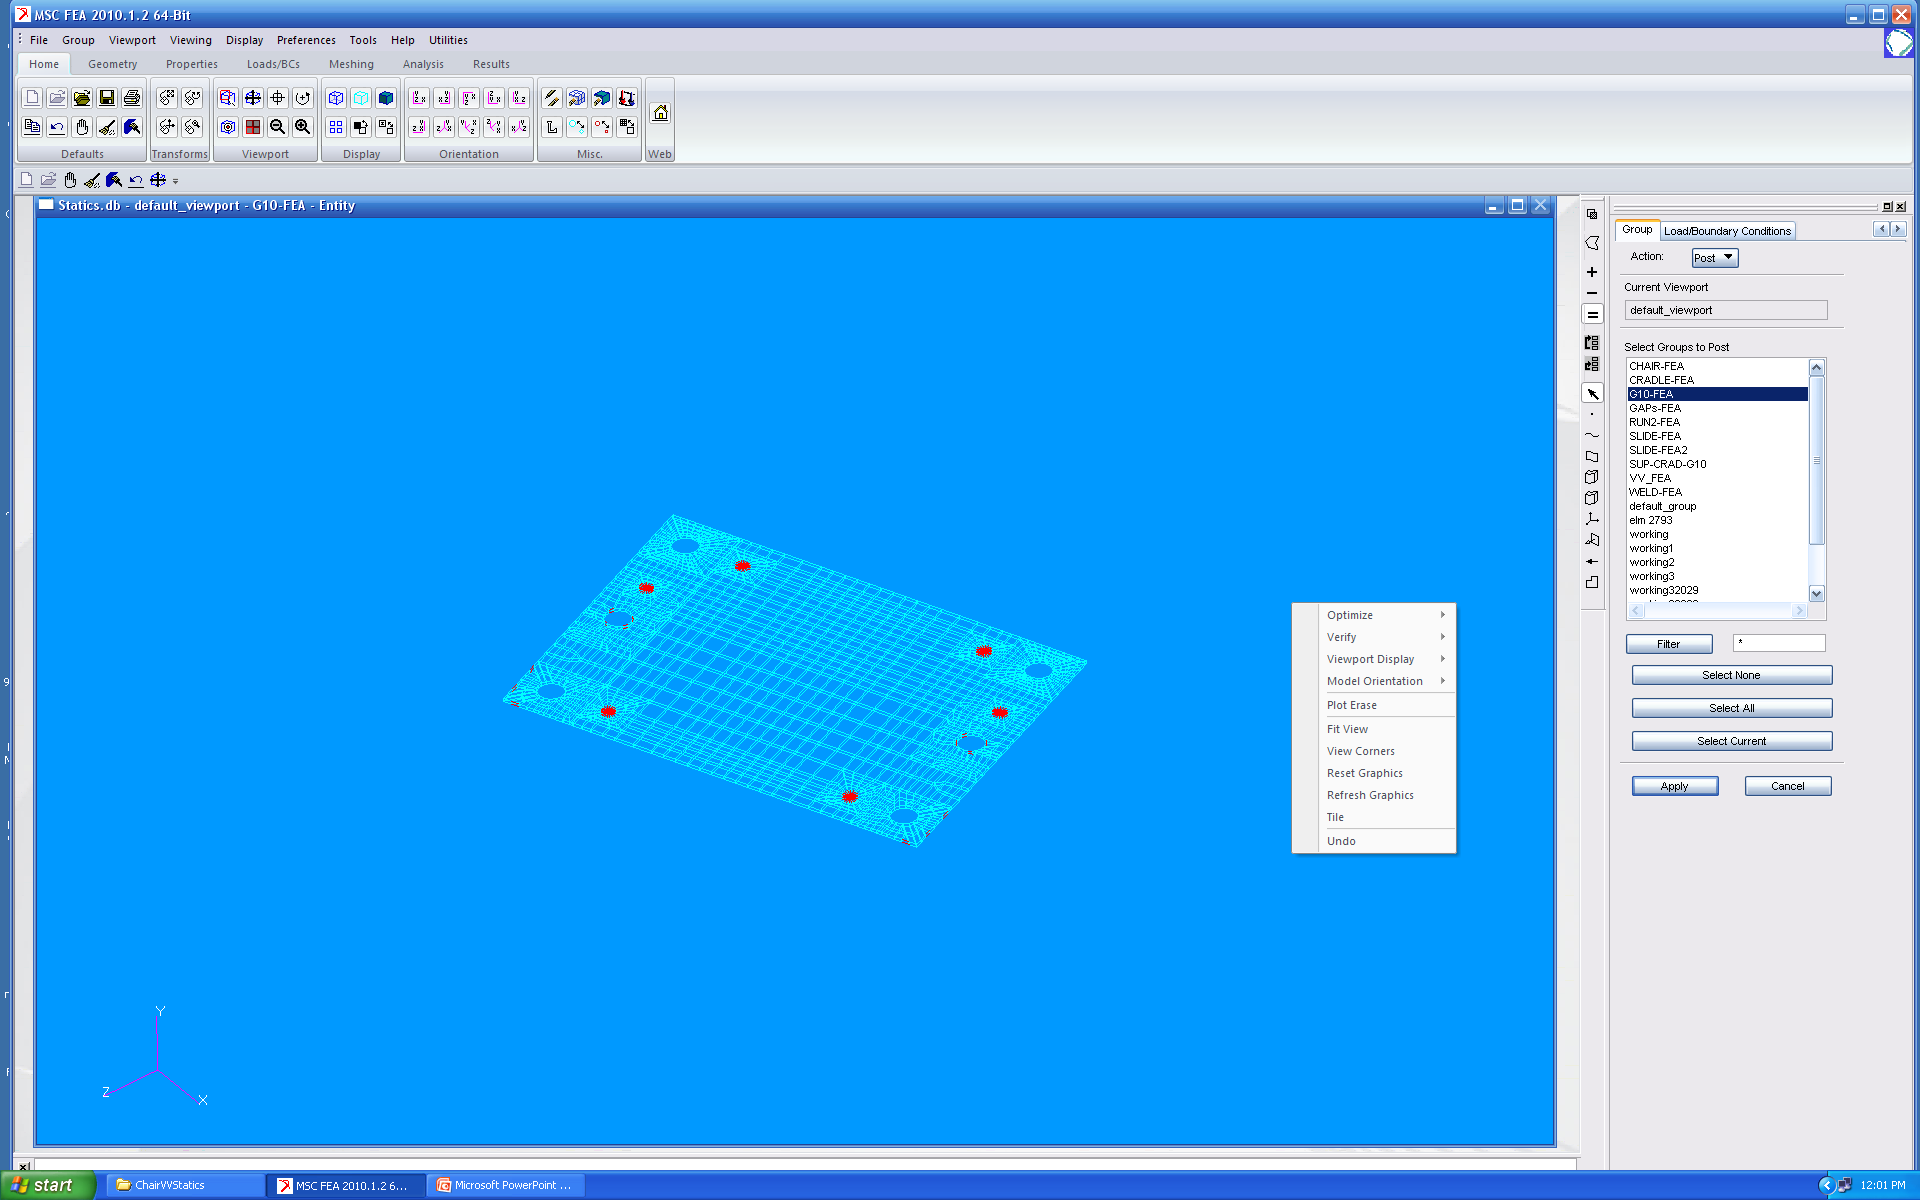 MSC FEA 2010.1.2 64-Bit
File Group Viewport Viewing Display Preferences Tools Help Utilities
Home Geometry Properties Loads/BCs Meshing Analysis Results
Defaults Transforms Viewport Display Orientation Misc. Web
Statics.db - default_viewport - G10-FEA - Entity
Group Load/Boundary Conditions
Action: Post
Current Viewport
default_viewport
Select Groups to Post
CHAIR-FEA
CRADLE-FEA
G10-FEA
GAPs-FEA
RUN2-FEA
SLIDE-FEA
SLIDE-FEA2
SUP-CRAD-G10
VV_FEA
WELD-FEA
default_group
elm 2793
working
working1
working2
working3
working32029
Filter *
Select None
Select All
Select Current
Apply Cancel
Optimize
Verify
Viewport Display
Model Orientation
Plot Erase
Fit View
View Corners
Reset Graphics
Refresh Graphics
Tile
Undo
Y
Z
X
start ChairVVStatics MSC FEA 2010.1.2 6... Microsoft PowerPoint ... 12:01 PM